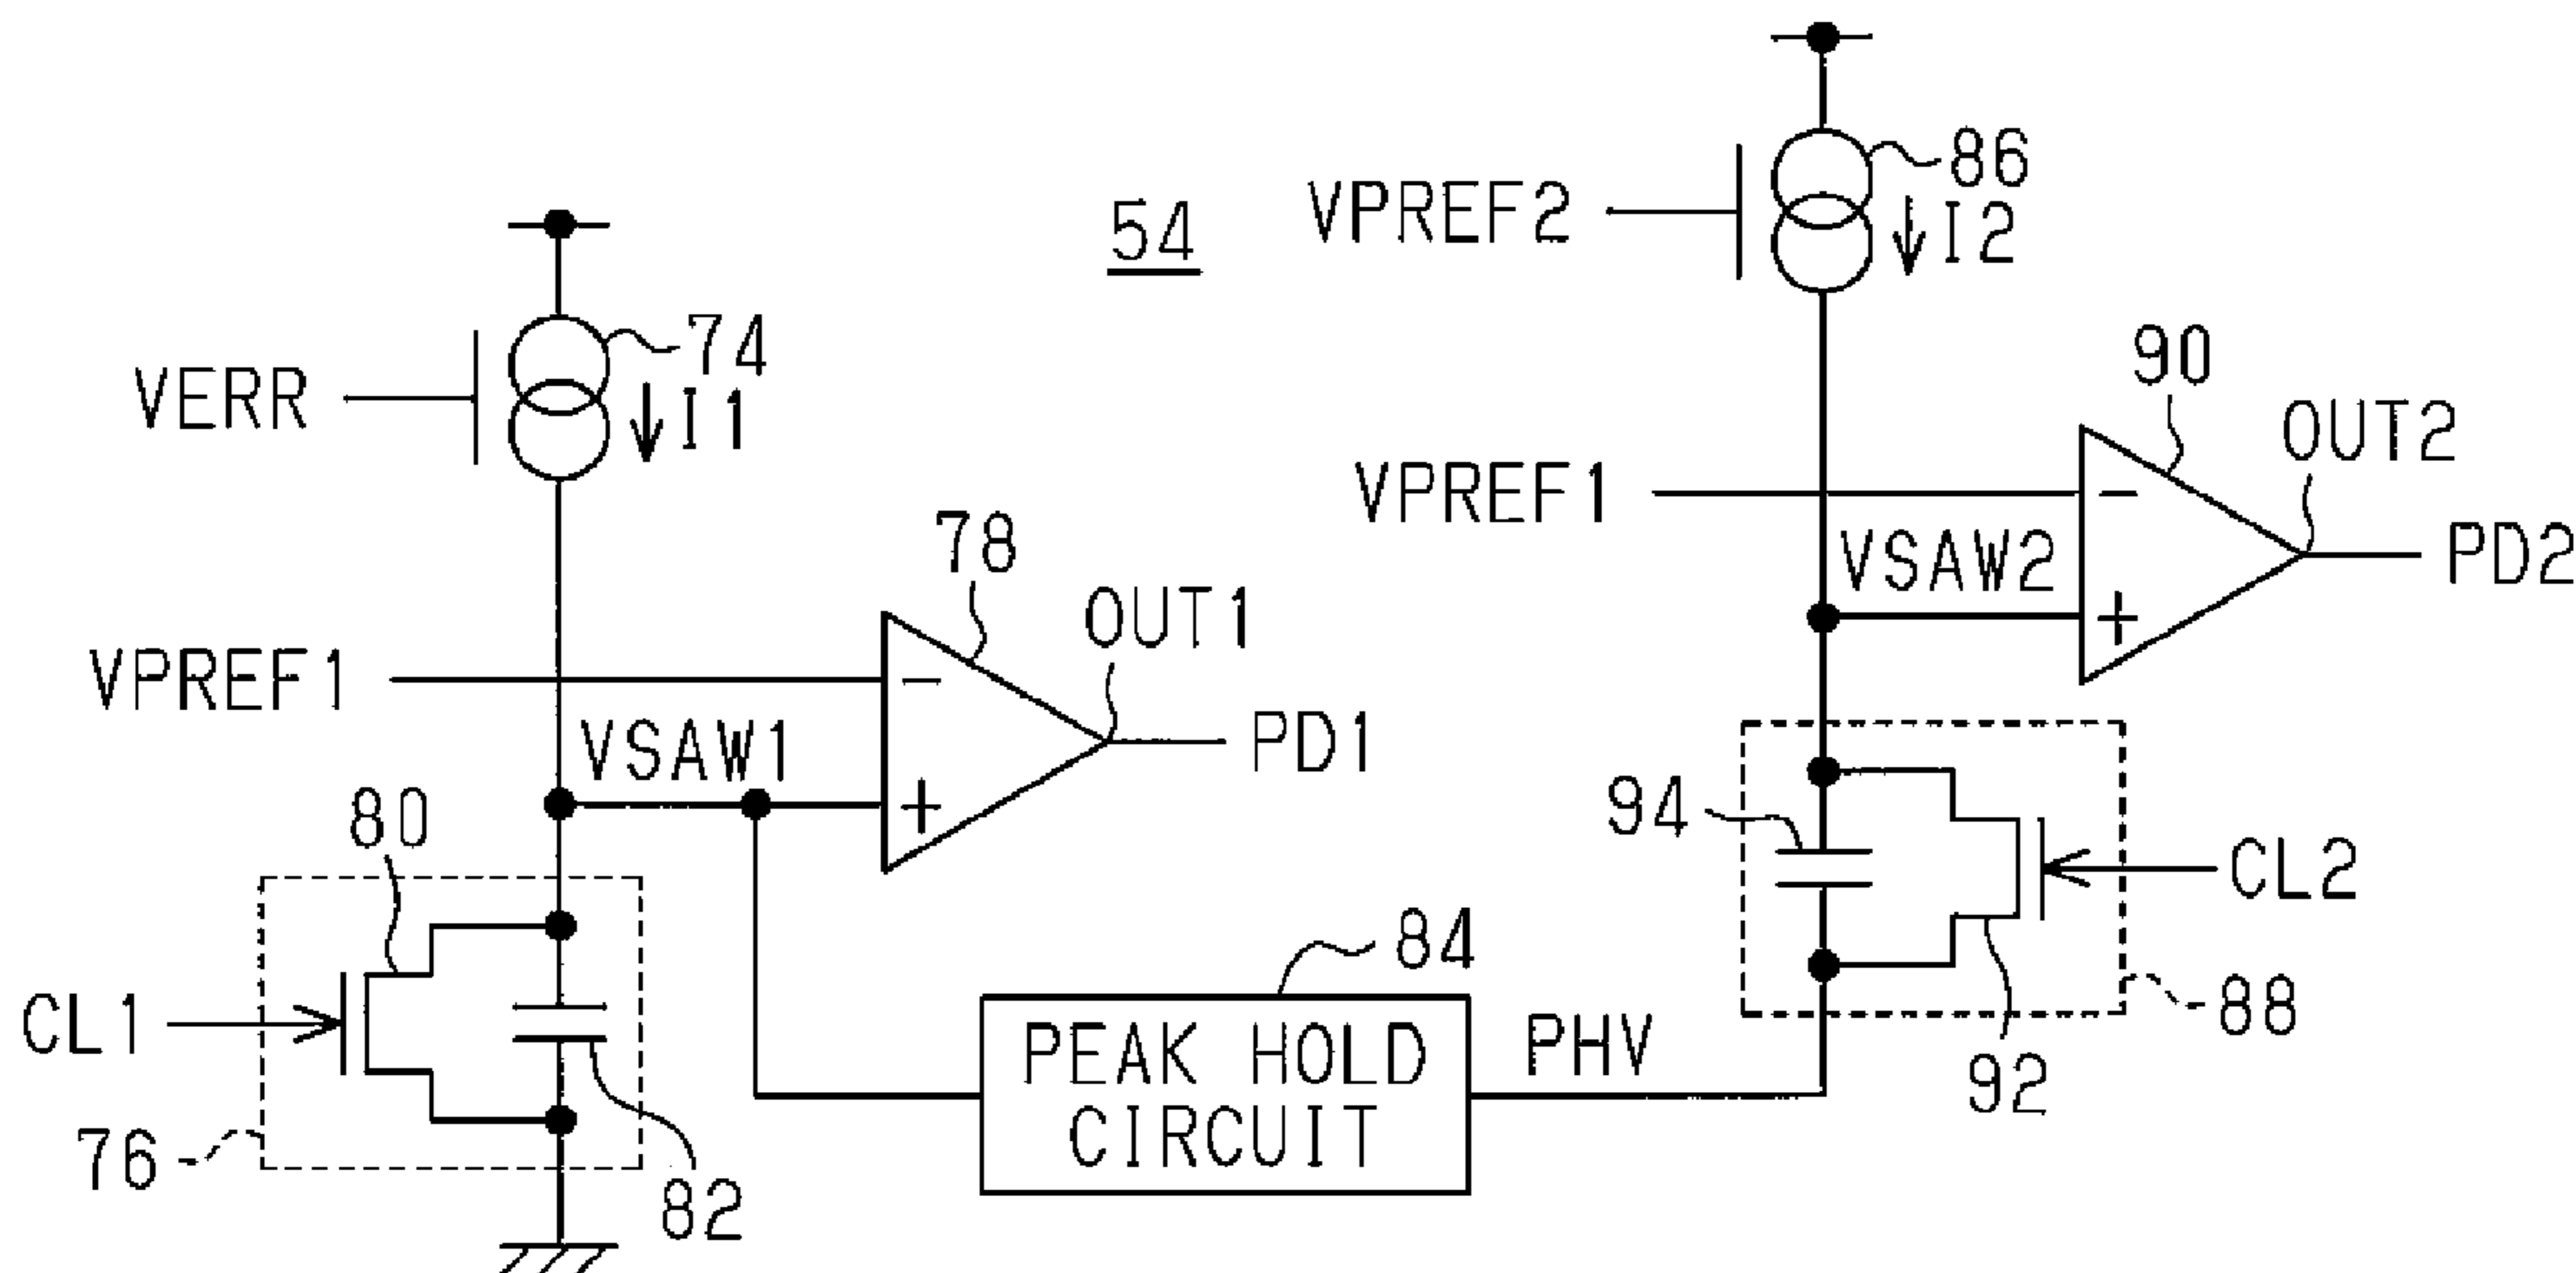 86
VPREF2
54
I2
74
VERR
I1
90
OUT2
VPREF1
78
VSAW2
PD2
OUT1
VPREF1
VSAW1
PD1
80
94
CL2
84
CL1
PEAK HOLD
CIRCUIT
PHV
88
92
76
82